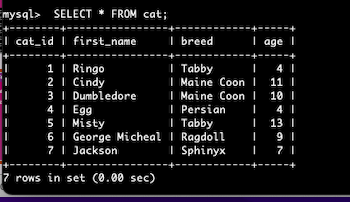 mysql>  SELECT * FROM cat;
+--------+----------------+------------+------+
| cat_id | first_name     | breed      | age  |
+--------+----------------+------------+------+
|      1 | Ringo          | Tabby      |    4 |
|      2 | Cindy          | Maine Coon |   11 |
|      3 | Dumbledore     | Maine Coon |   10 |
|      4 | Egg            | Persian    |    4 |
|      5 | Misty          | Tabby      |   13 |
|      6 | George Micheal | Ragdoll    |    9 |
|      7 | Jackson        | Sphinyx    |    7 |
+--------+----------------+------------+------+
7 rows in set (0.00 sec)